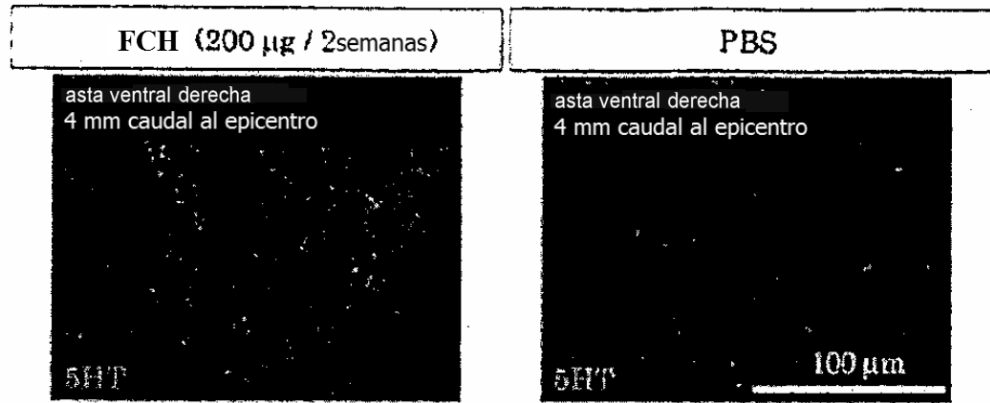 FCH (200 µg / 2semanas)
PBS
asta ventral derecha
4 mm caudal al epicentro
5HT
asta ventral derecha
4 mm caudal al epicentro
5HT
100 µm